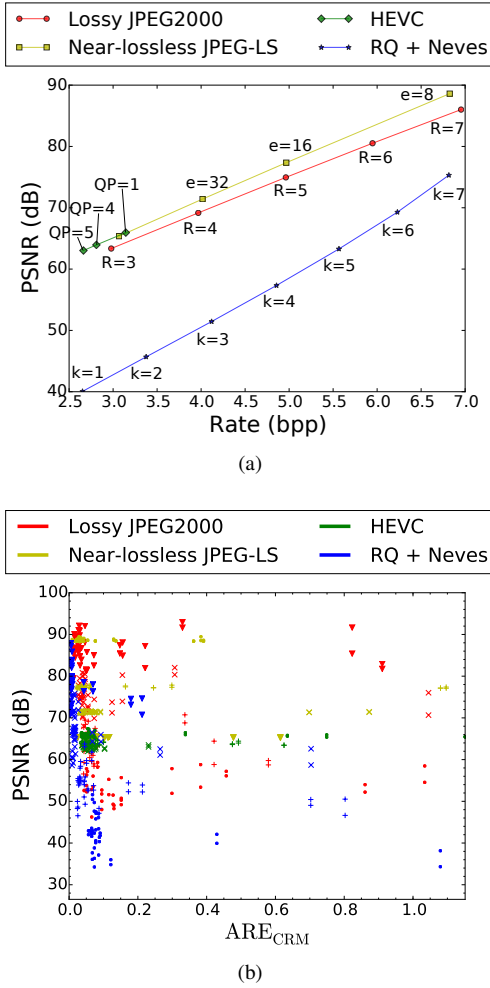 Lossy JPEG2000 HEVC
Near-lossless JPEG-LS RQ + Neves
90
80
70
60
50
40
PSNR (dB)
e=8
R=7
e=16
R=6
QP=1
e=32
R=5
k=7
QP=4
R=4
k=6
QP=5
R=3
k=5
k=4
k=3
k=1
k=2
2.5 3.0 3.5 4.0 4.5 5.0 5.5 6.0 6.5 7.0
Rate (bpp)
(a)
Lossy JPEG2000 HEVC
Near-lossless JPEG-LS RQ + Neves
100
90
80
70
60
50
40
30
PSNR (dB)
0.0 0.2 0.4 0.6 0.8 1.0
ARE_CRM
(b)